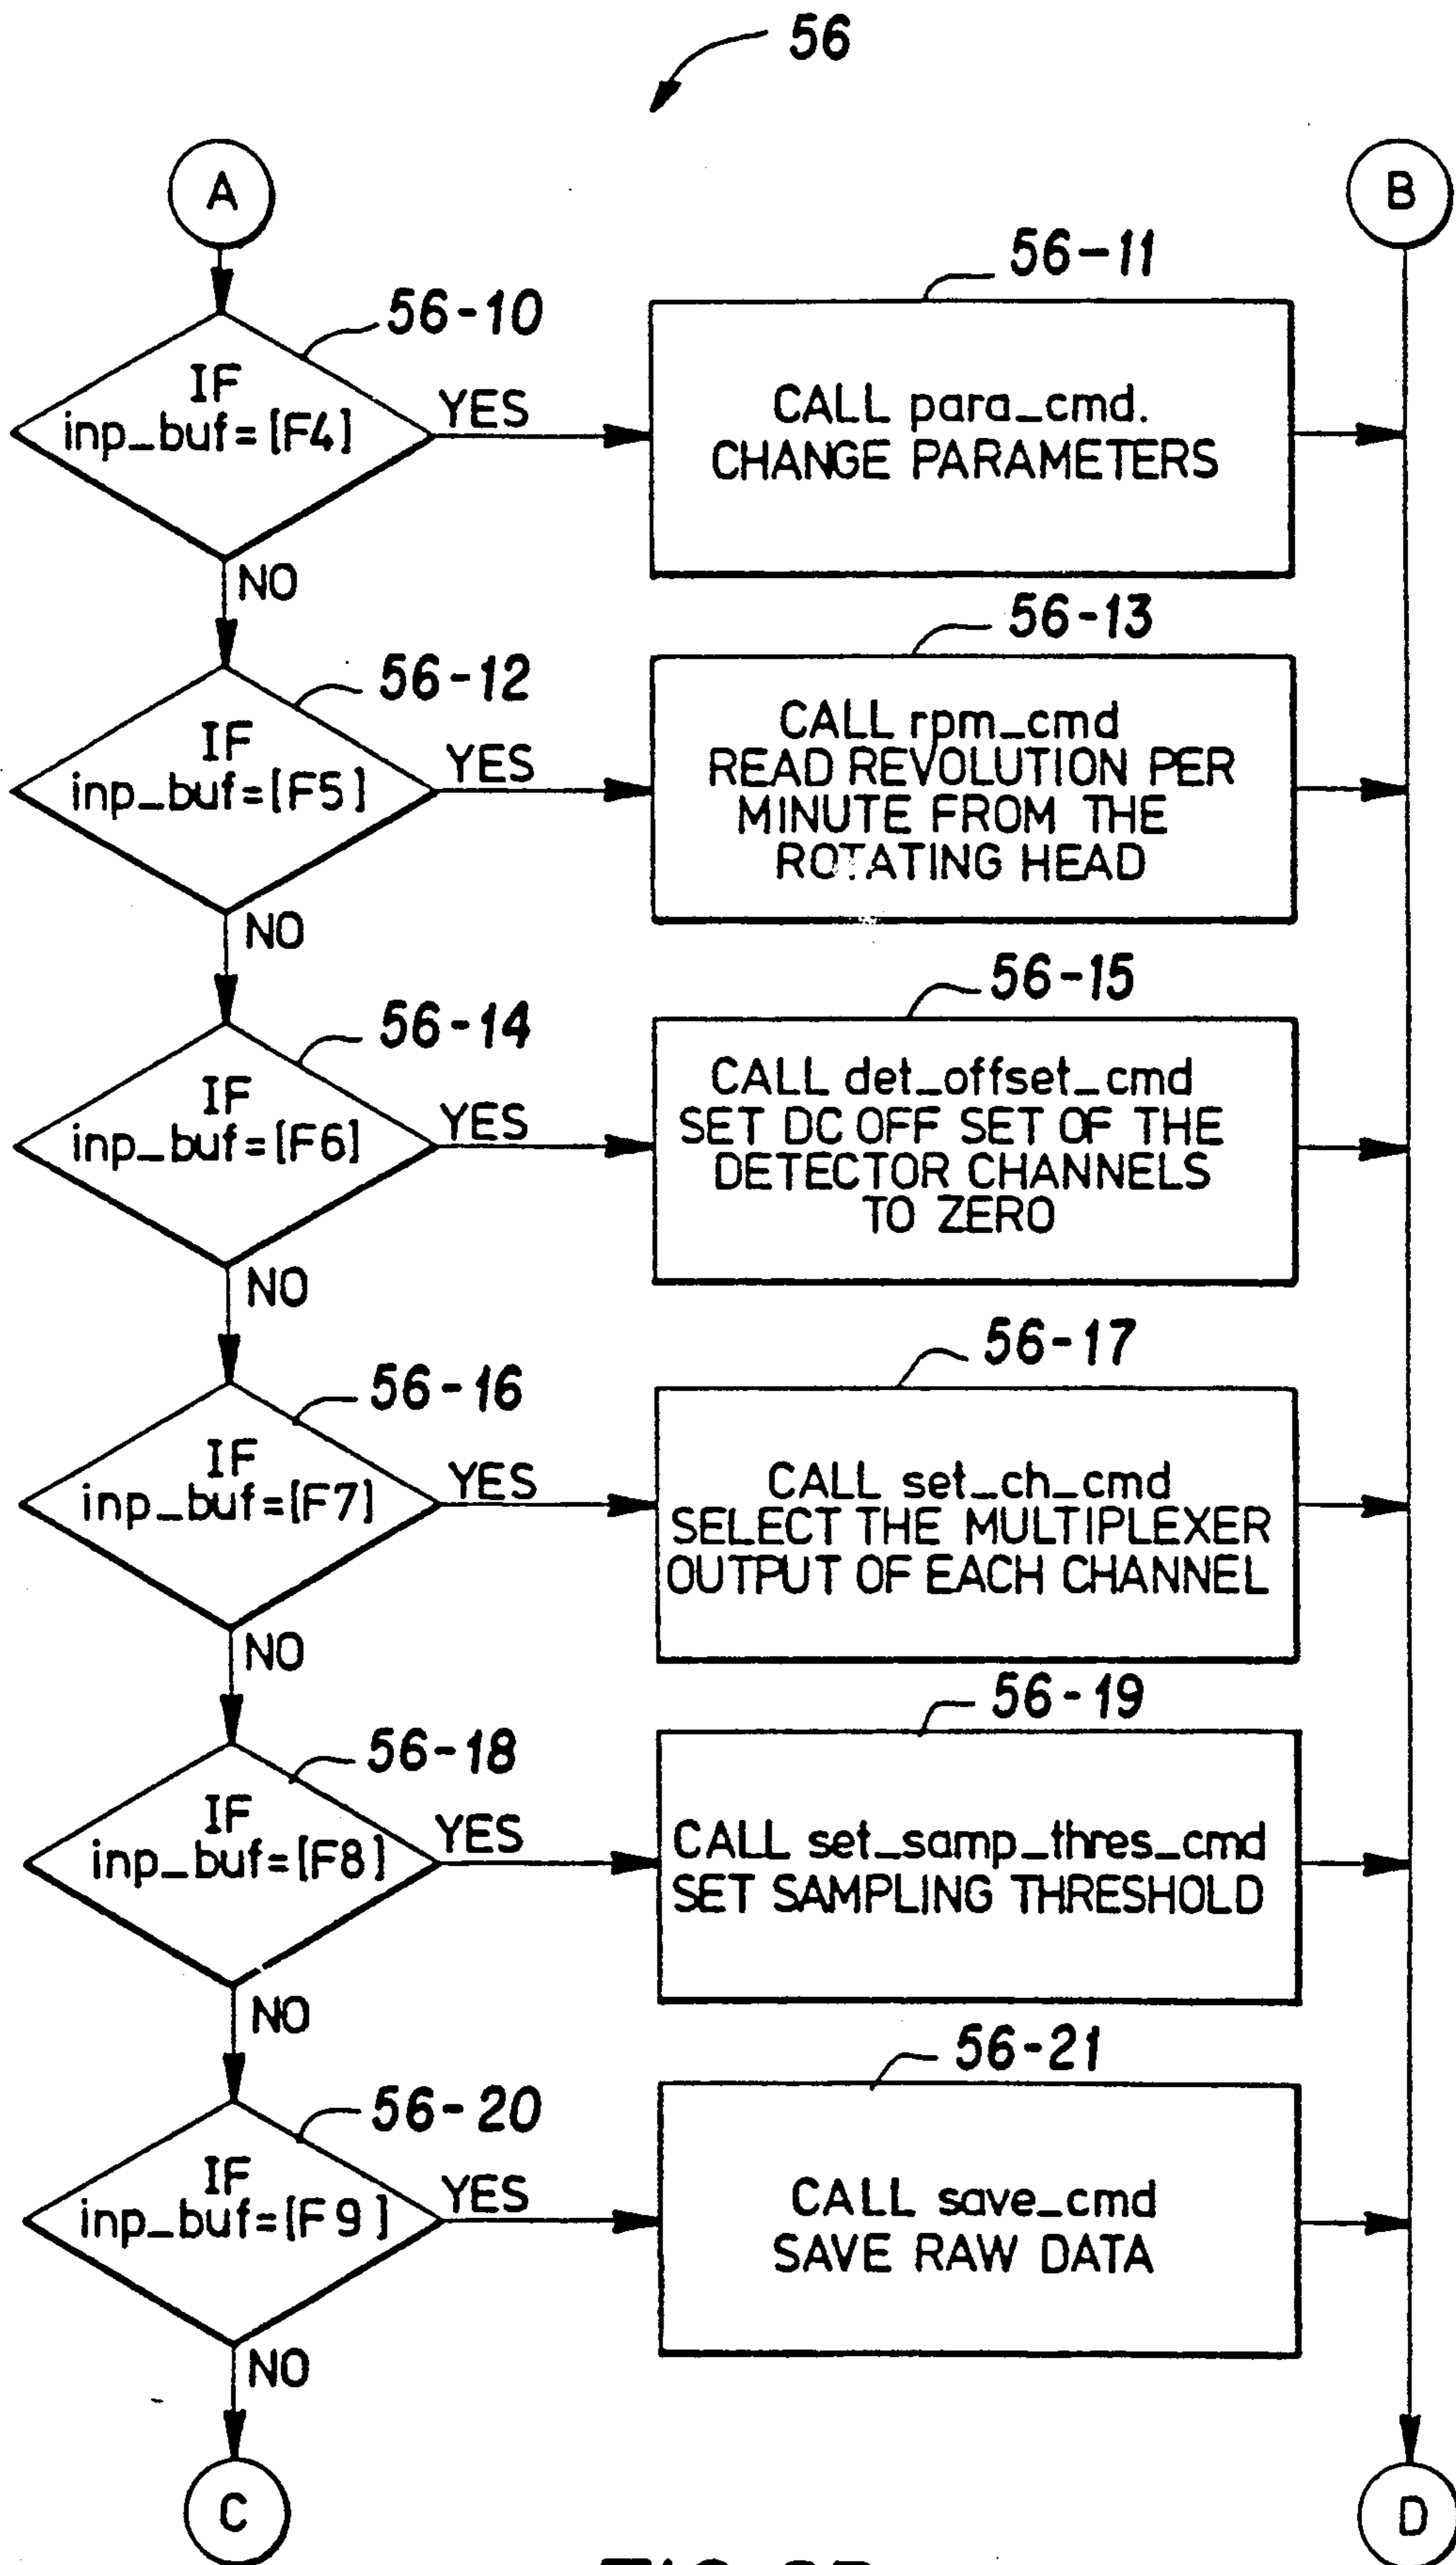 56
A
B
56-10
56-11
IF
inp_buf=[F4]
YES
CALL para_cmd.
CHANGE PARAMETERS
NO
56-12
56-13
IF
inp_buf=[F5]
YES
CALL rpm_cmd
READ REVOLUTION PER
MINUTE FROM THE
ROTATING HEAD
NO
56-14
56-15
IF
inp_buf=[F6]
YES
CALL det_offset_cmd
SET DC OFF SET OF THE
DETECTOR CHANNELS
TO ZERO
NO
56-16
56-17
IF
inp_buf=[F7]
YES
CALL set_ch_cmd
SELECT THE MULTIPLEXER
OUTPUT OF EACH CHANNEL
NO
56-18
56-19
IF
inp_buf=[F8]
YES
CALL set_samp_thres_cmd
SET SAMPLING THRESHOLD
NO
56-20
56-21
IF
inp_buf=[F9]
YES
CALL save_cmd
SAVE RAW DATA
NO
C
D